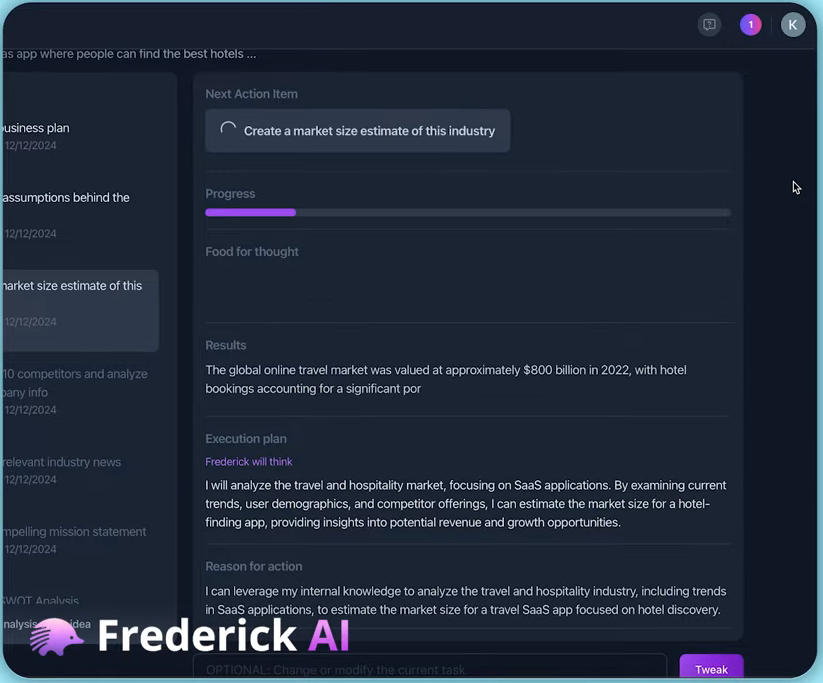 1
K
as app where people can find the best hotels ...
business plan
12/12/2024
assumptions behind the
12/12/2024
market size estimate of this
12/12/2024
10 competitors and analyze
pany info
12/12/2024
relevant industry news
12/12/2024
mpelling mission statement
12/12/2024
SWOT Analysis
nalysis
idea
Next Action Item
Create a market size estimate of this industry
Progress
Food for thought
Results
The global online travel market was valued at approximately $800 billion in 2022, with hotel
bookings accounting for a significant por
Execution plan
Frederick will think
I will analyze the travel and hospitality market, focusing on SaaS applications. By examining current
trends, user demographics, and competitor offerings, I can estimate the market size for a hotel-
finding app, providing insights into potential revenue and growth opportunities.
Reason for action
I can leverage my internal knowledge to analyze the travel and hospitality industry, including trends
in SaaS applications, to estimate the market size for a travel SaaS app focused on hotel discovery.
Frederick AI
OPTIONAL: Change or modify the current task
Tweak